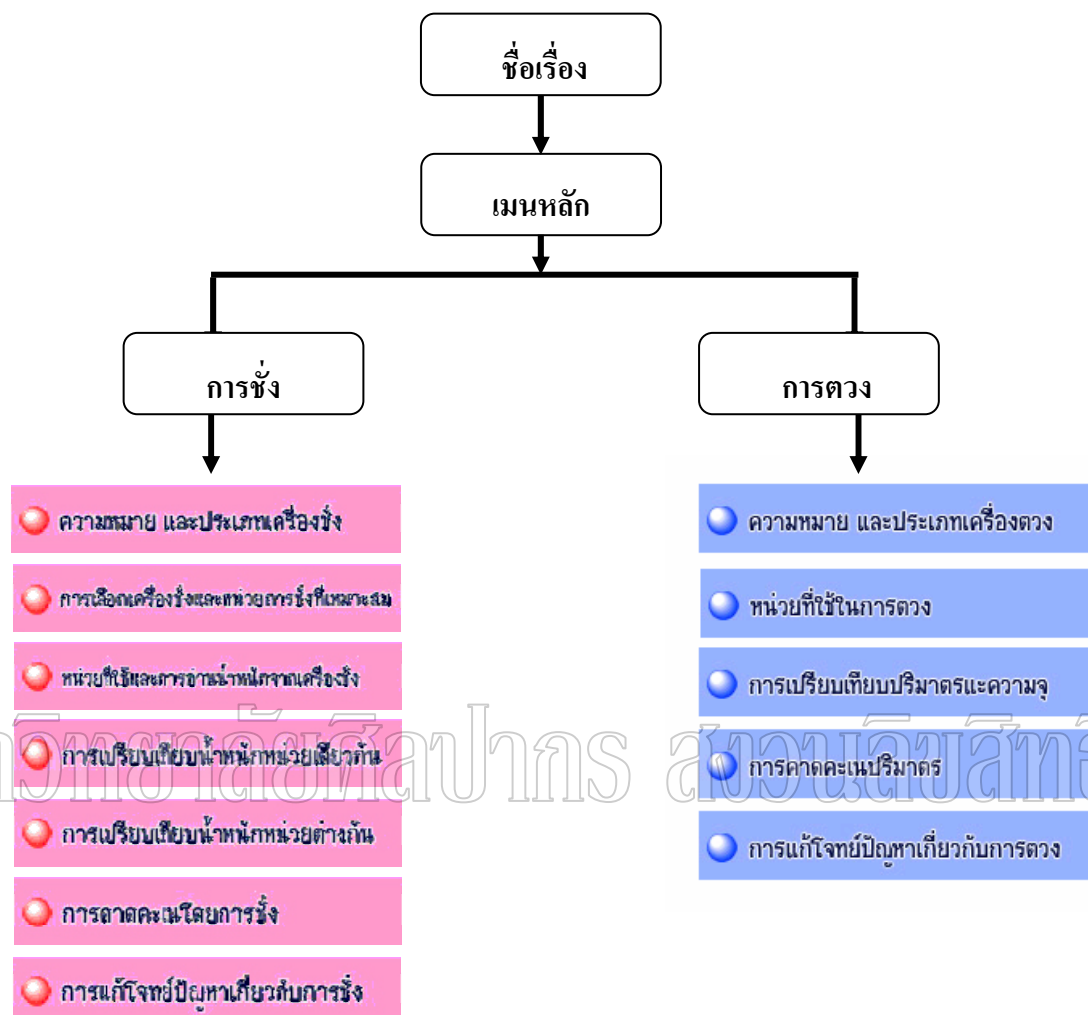 ชื่อเรื่อง
เมนหลัก
การชั่ง
การตวง
ความหมาย และประเภทเครื่องชั่ง
การเลือกเครื่องชั่งและหน่วยการชั่งที่เหมาะสม
หน่วยที่ใช้และการอ่านน้ำหนักจากเครื่องชั่ง
การเปรียบเทียบน้ำหนักหน่วยเดียวกัน
การเปรียบเทียบน้ำหนักหน่วยต่างกัน
การคาดคะเนโดยการชั่ง
การแก้โจทย์ปัญหาเกี่ยวกับการชั่ง
ความหมาย และประเภทเครื่องตวง
หน่วยที่ใช้ในการตวง
การเปรียบเทียบปริมาตรและความจุ
การคาดคะเนปริมาตร
การแก้โจทย์ปัญหาเกี่ยวกับการตวง